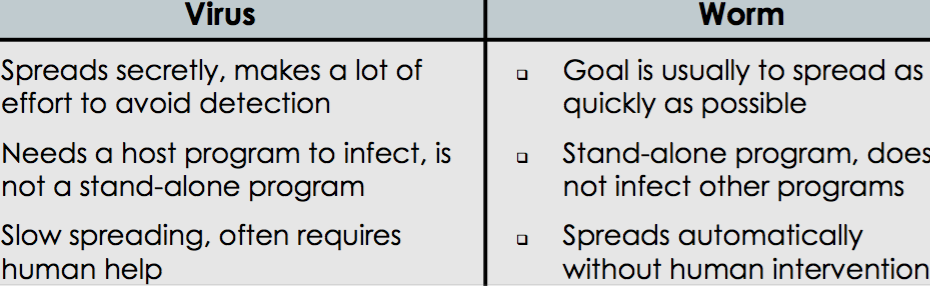 Virus
Spreads secretly, makes a lot of
effort to avoid detection
Needs a host program to infect, is
not a stand-alone program
Slow spreading, often requires
human help
Worm
Goal is usually to spread as
quickly as possible
Stand-alone program, does
not infect other programs
Spreads automatically
without human intervention